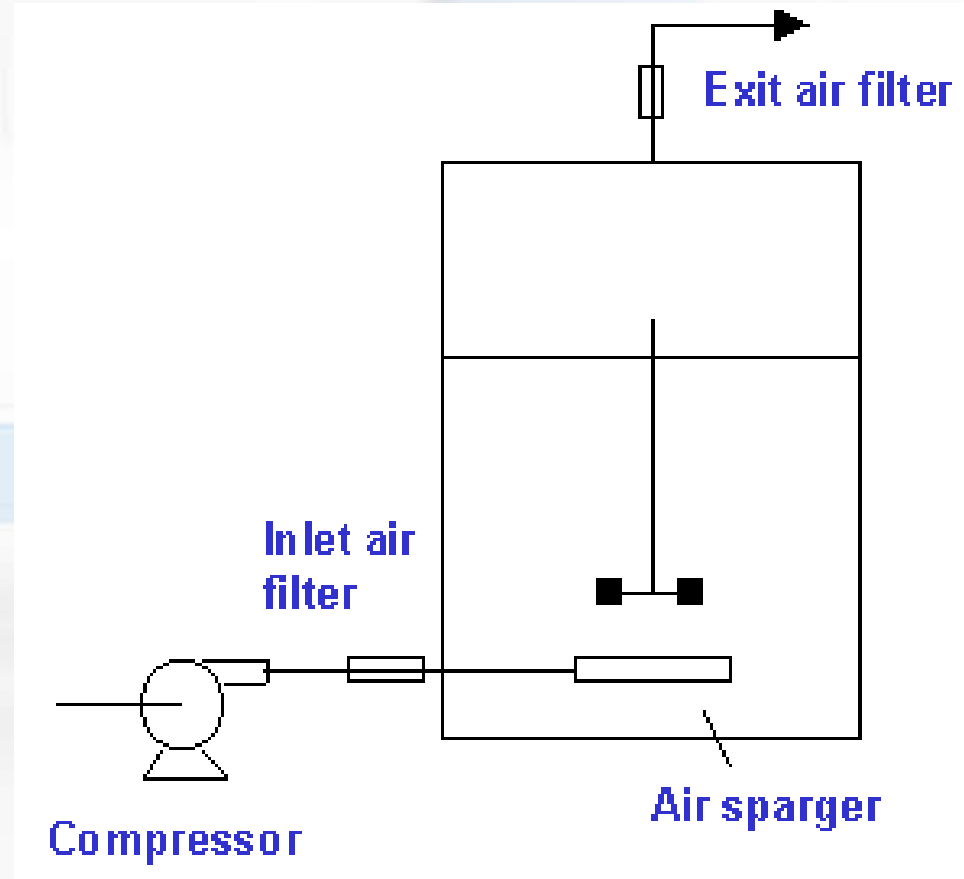 Exit air filter
Inlet air
filter
Air sparger
Compressor